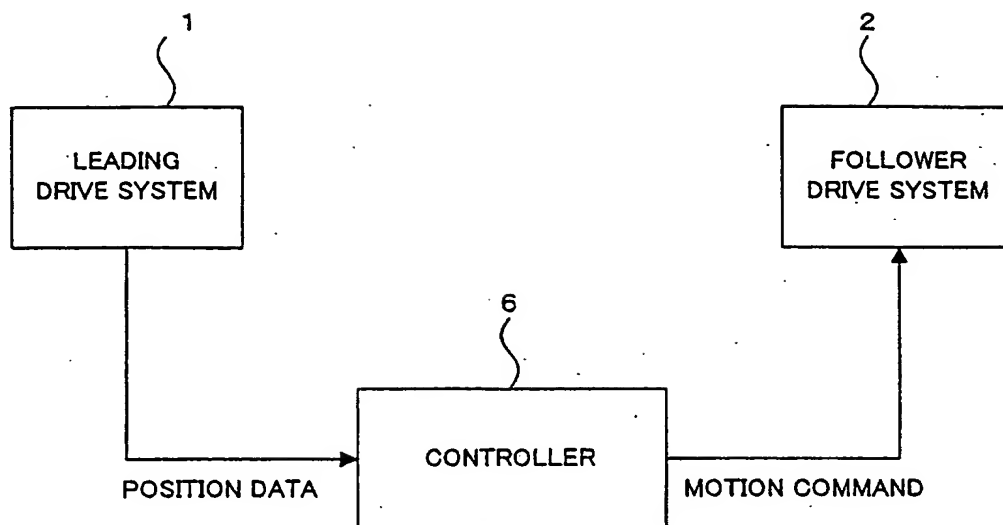 1
2
LEADING
DRIVE SYSTEM
FOLLOWER
DRIVE SYSTEM
6
CONTROLLER
POSITION DATA
MOTION COMMAND